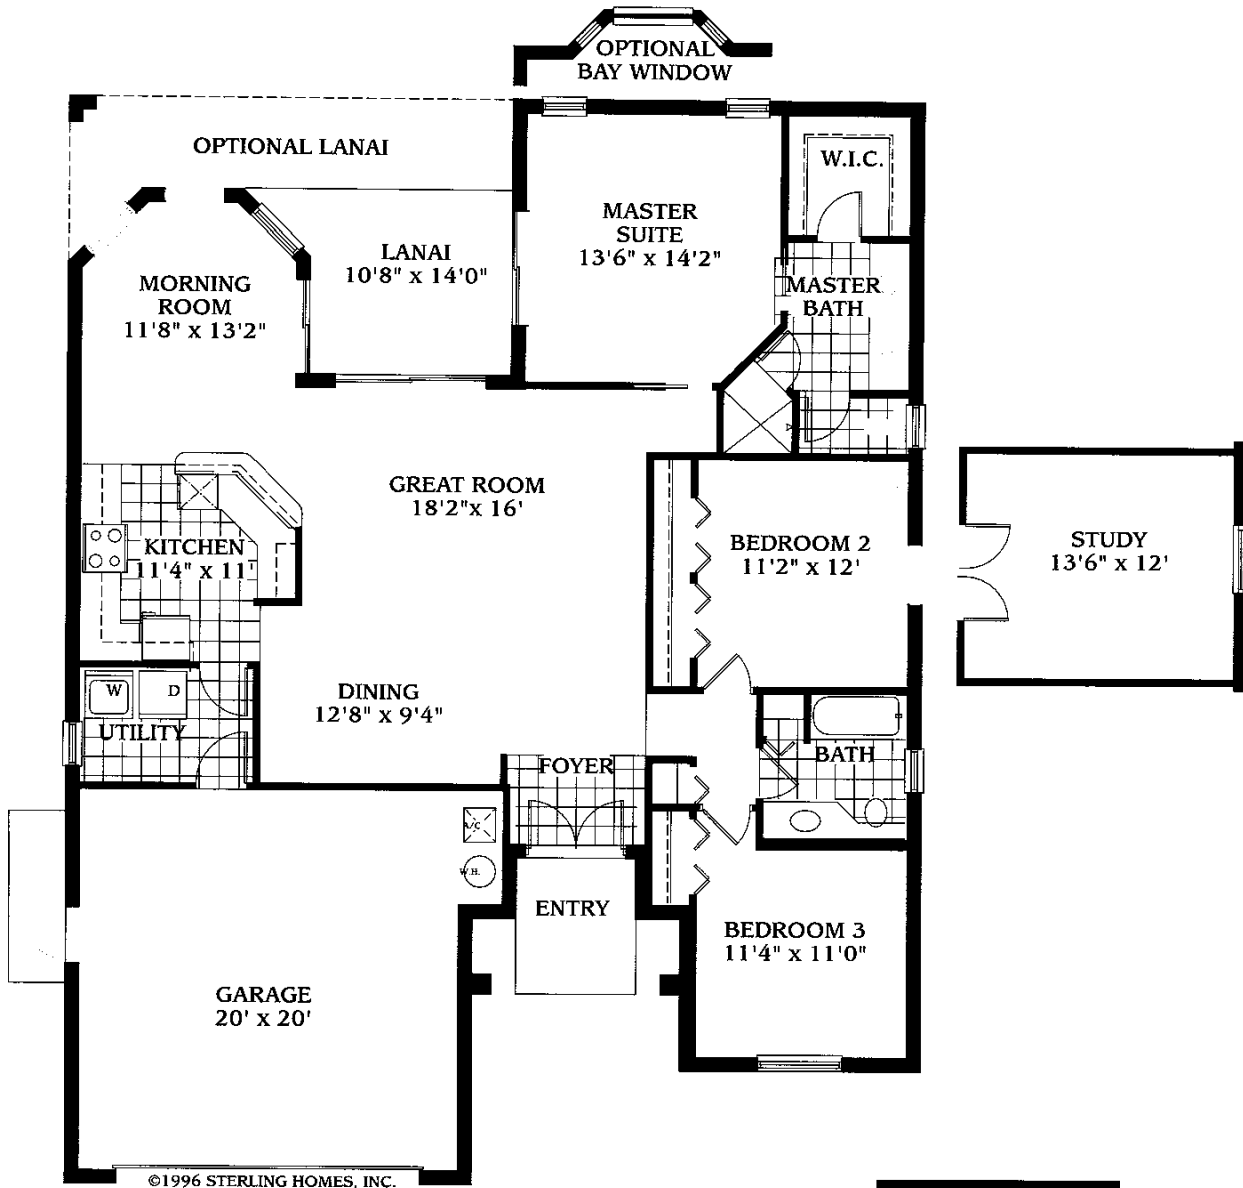 OPTIONAL
BAY WINDOW
OPTIONAL LANAI
W.I.C.
MASTER
SUITE
13'6" x 14'2"
LANAI
10'8" x 14'0"
MORNING
ROOM
11'8" x 13'2"
MASTER
BATH
GREAT ROOM
18'2"x 16'
KITCHEN
11'4" x 11'
BEDROOM 2
11'2" x 12'
STUDY
13'6" x 12'
W
D
UTILITY
DINING
12'8" x 9'4"
FOYER
BATH
A/C
W.H.
ENTRY
BEDROOM 3
11'4" x 11'0"
GARAGE
20' x 20'
©1996 STERLING HOMES, INC.